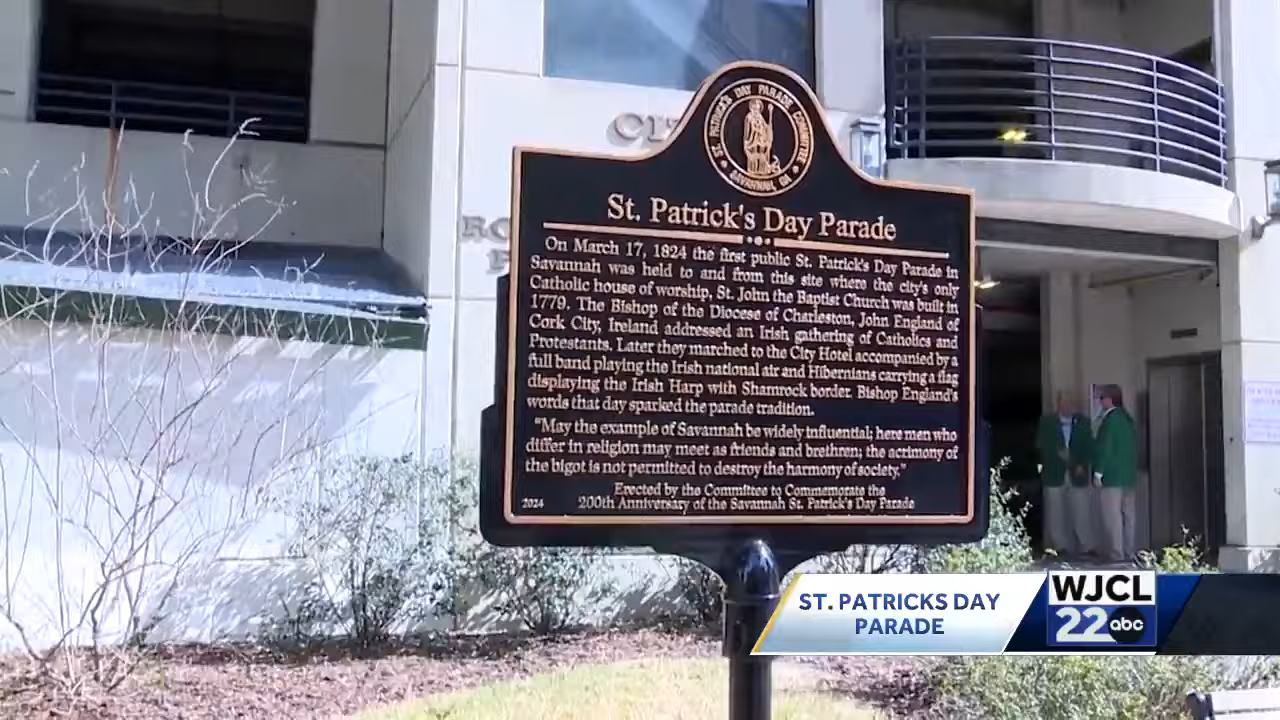 ST. PATRICK'S DAY PARADE COMMITTEE
SAVANNAH, GA
St. Patrick's Day Parade
On March 17, 1824 the first public St. Patrick's Day Parade in
Savannah was held to and from this site where the city's only
Catholic house of worship, St. John the Baptist Church was built in
1779. The Bishop of the Diocese of Charleston, John England of
Cork City, Ireland addressed an Irish gathering of Catholics and
Protestants. Later they marched to the City Hotel accompanied by a
full band playing the Irish national air and Hibernians carrying a flag
displaying the Irish Harp with Shamrock border. Bishop England's
words that day sparked the parade tradition.
"May the example of Savannah be widely influential; here men who
differ in religion may meet as friends and brethren; the acrimony of
the bigot is not permitted to destroy the harmony of society."
Erected by the Committee to Commemorate the
2024 200th Anniversary of the Savannah St. Patrick's Day Parade
ST. PATRICKS DAY
PARADE
WJCL
22 abc